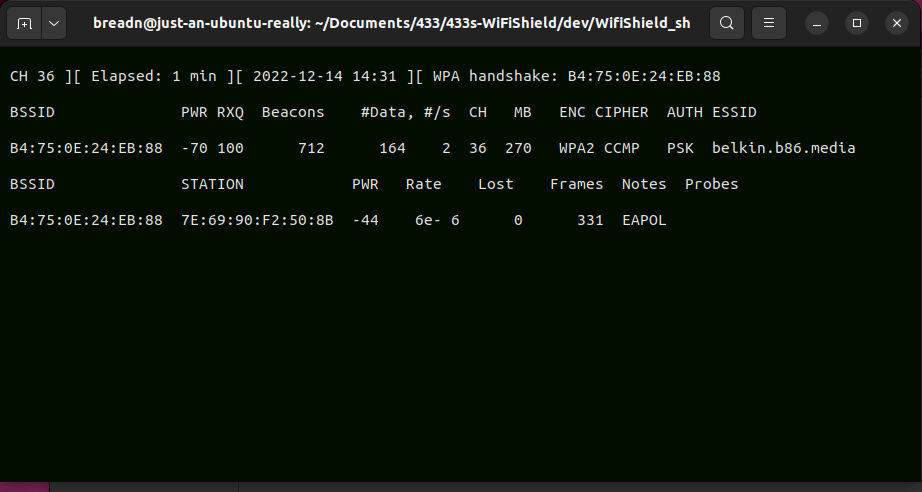 breadn@just-an-ubuntu-really: ~/Documents/433/433s-WiFiShield/dev/WifiShield_sh
CH 36 ][ Elapsed: 1 min ][ 2022-12-14 14:31 ][ WPA handshake: B4:75:0E:24:EB:88
BSSID PWR RXQ Beacons #Data, #/s CH MB ENC CIPHER AUTH ESSID
B4:75:0E:24:EB:88 -70 100 712 164 2 36 270 WPA2 CCMP PSK belkin.b86.media
BSSID STATION PWR Rate Lost Frames Notes Probes
B4:75:0E:24:EB:88 7E:69:90:F2:50:8B -44 6e- 6 0 331 EAPOL